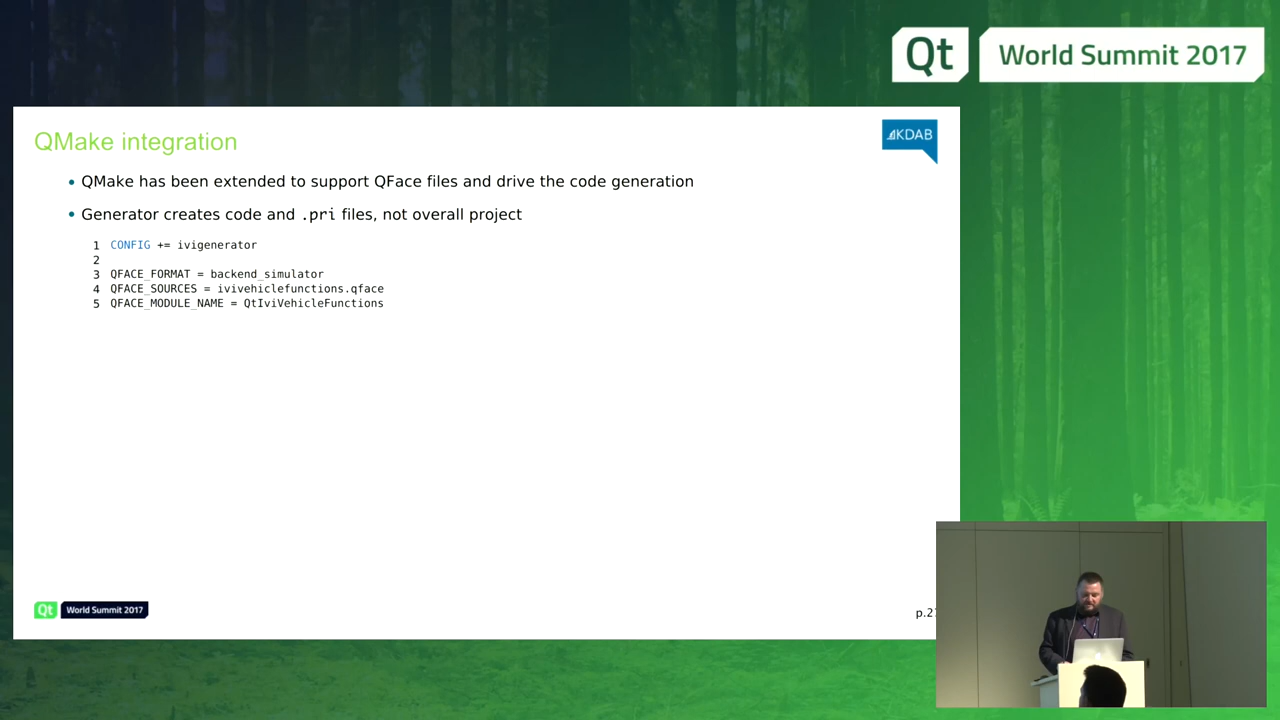 Qt World Summit 2017
QMake integration
KDAB
• QMake has been extended to support QFace files and drive the code generation
• Generator creates code and .pri files, not overall project
1 CONFIG += ivigenerator
2
3 QFACE_FORMAT = backend_simulator
4 QFACE_SOURCES = ivivehiclefunctions.qface
5 QFACE_MODULE_NAME = QtIviVehicleFunctions
Qt World Summit 2017